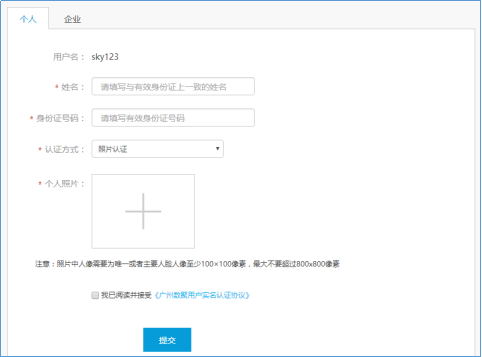 个人 企业
用户名： sky123
* 姓名： 请填写与有效身份证上一致的姓名
* 身份证号码： 请填写有效身份证号码
* 认证方式： 照片认证
* 个人照片：
注意：照片中人像需要为唯一或者主要人脸人像至少100×100像素，最大不要超过800x800像素
我已阅读并接受《广州数聚用户实名认证协议》
提交